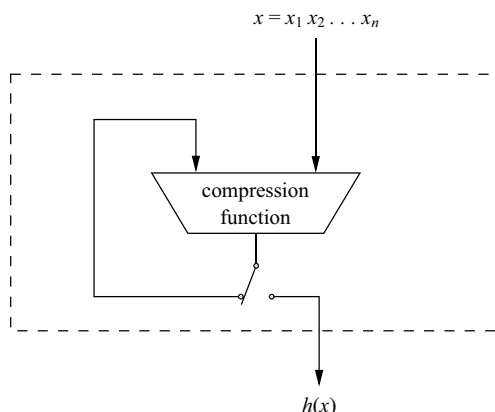 x = x₁ x₂ . . . xₙ
compression
function
h(x)